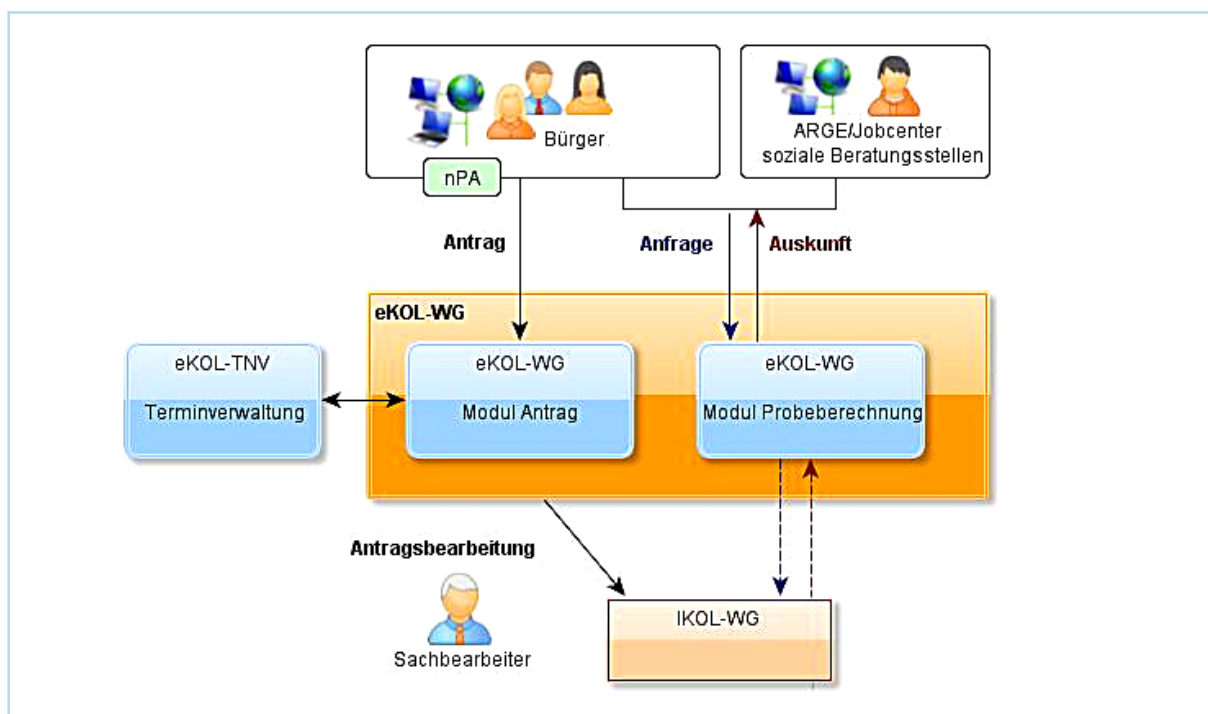 Bürger
ARGE/Jobcenter
soziale Beratungsstellen
nPA
Antrag
Anfrage
Auskunft
eKOL-WG
eKOL-TNV
Terminverwaltung
eKOL-WG
Modul Antrag
eKOL-WG
Modul Probeberechnung
Antragsbearbeitung
Sachbearbeiter
IKOL-WG